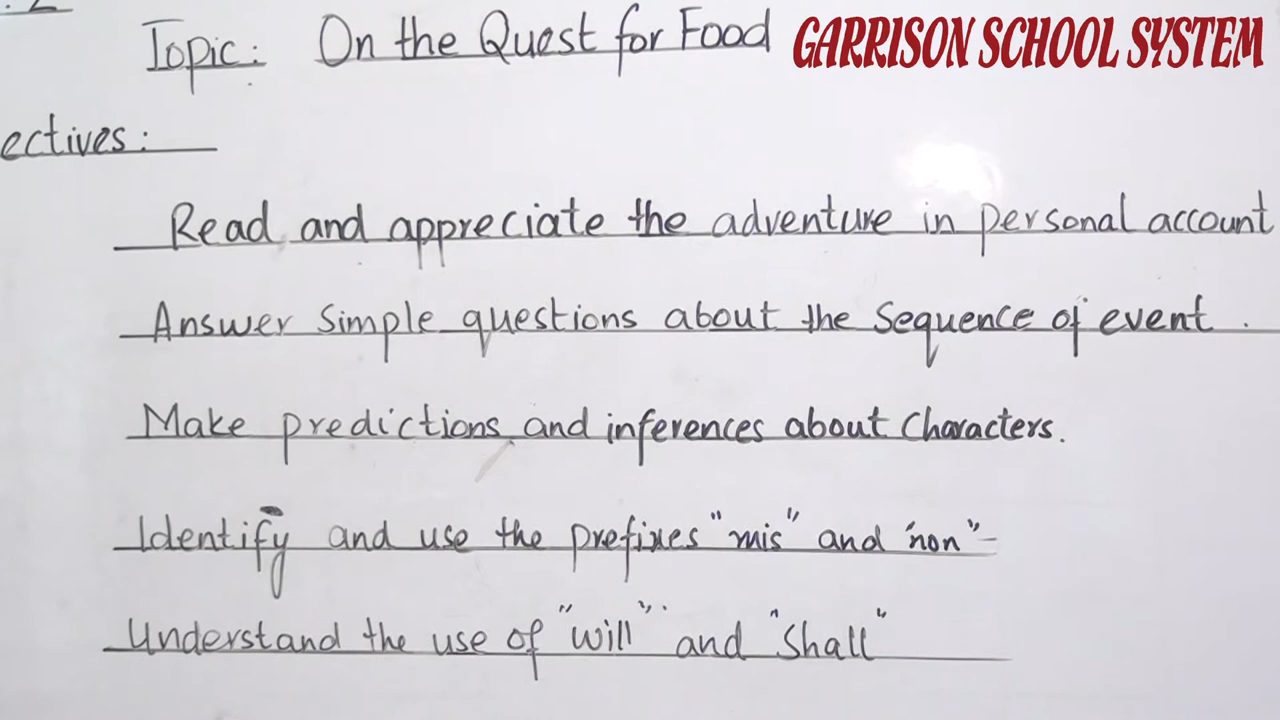 Topic: On the Quest for Food GARRISON SCHOOL SYSTEM
ectives:
Read and appreciate the adventure in personal account
Answer simple questions about the Sequence of event.
Make predictions and inferences about Characters.
Identify and use the prefixes "mis" and "non"
Understand the use of "will" and "Shall"